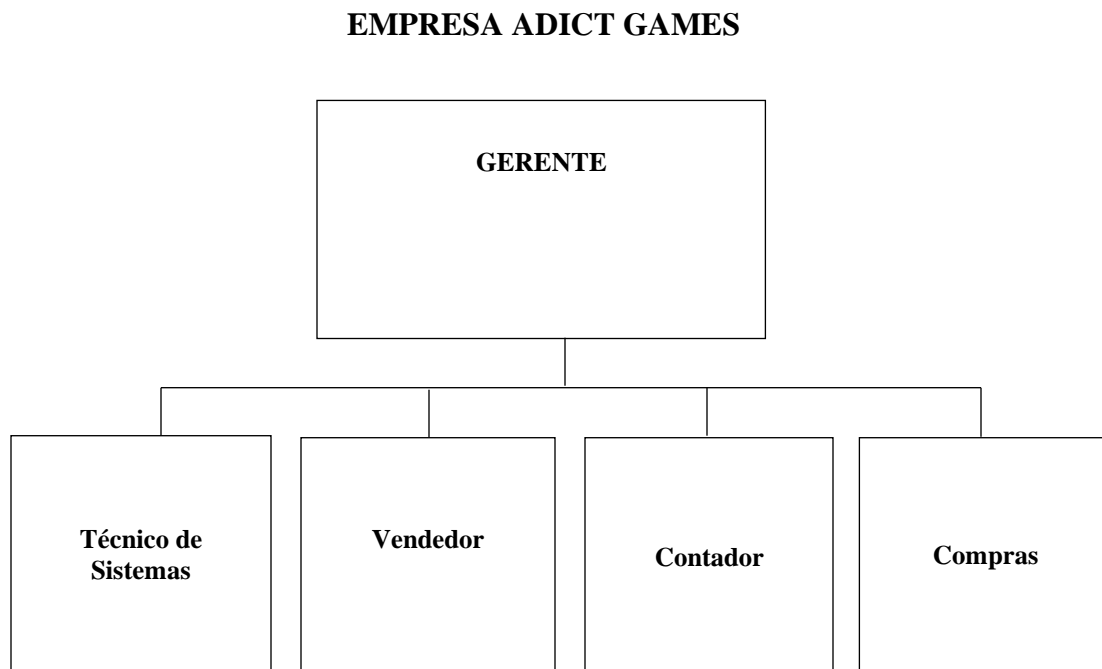 EMPRESA ADICT GAMES
GERENTE
Técnico de
Sistemas
Vendedor
Contador
Compras